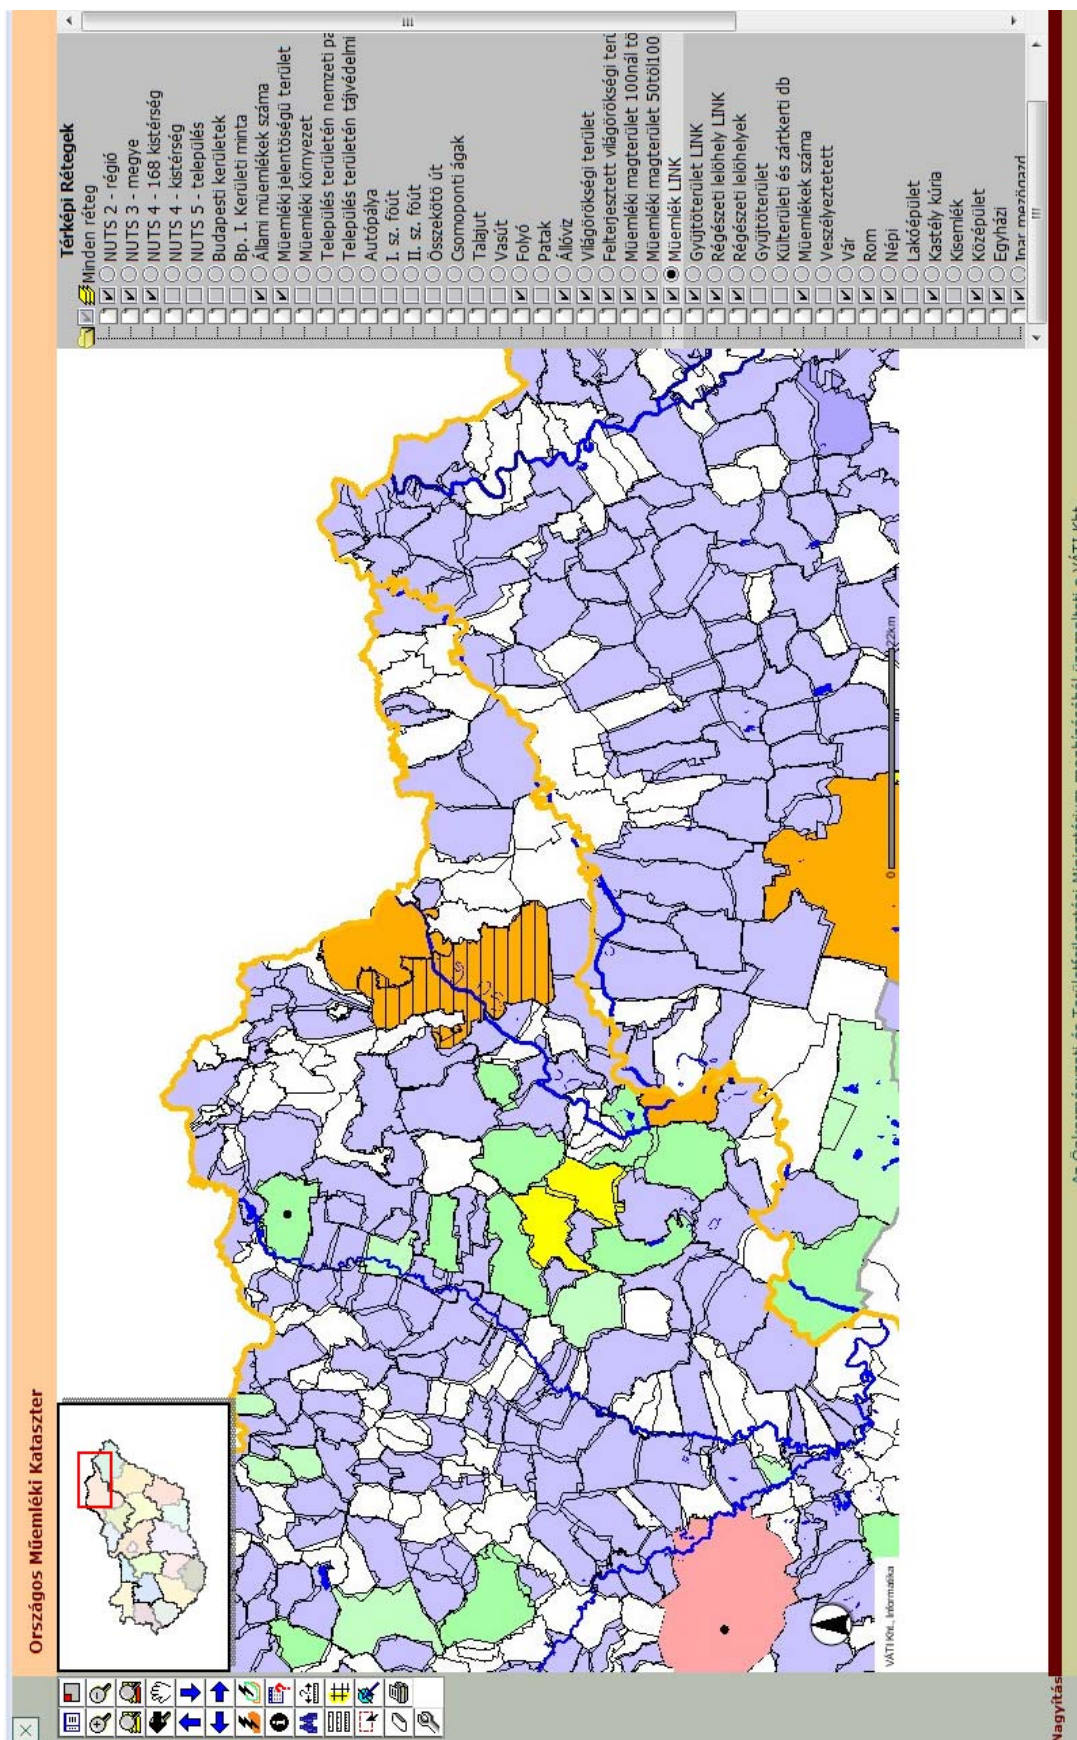 Országos Műemléki Kataszter
Térképi Rétegek
Minden réteg
NUTS 2 - régió
NUTS 3 - megye
NUTS 4 - 168 kistérség
NUTS 4 - kistérség
NUTS 5 - település
Budapesti kerületek
Bp. I. Kerületi minta
Állami műemlékek száma
Műemléki jelentőségű terület
Műemléki környezet
Település területén nemzeti pa
Település területén tájvédelmi
Autópálya
I. sz. főút
II. sz. főút
Összekötő út
Csomoponti ágak
Talajut
Vasút
Folyó
Patak
Állóvíz
Világörökségi terület
Felterjesztett világörökségi terü
Műemléki magterület 100nál tö
Műemléki magterület 50től100
Műemlék LINK
Gyűjtőterület LINK
Régészeti lelőhely LINK
Régészeti lelőhelyek
Gyűjtőterület
Külterületi és zártkerti db
Műemlékek száma
Veszélyeztetett
Vár
Rom
Népi
Lakóépület
Kastély kúria
Kisemlék
Középület
Egyházi
Ipar mezőgazd
0 22km
VÁTI Kht., Informatika
Nagyítás